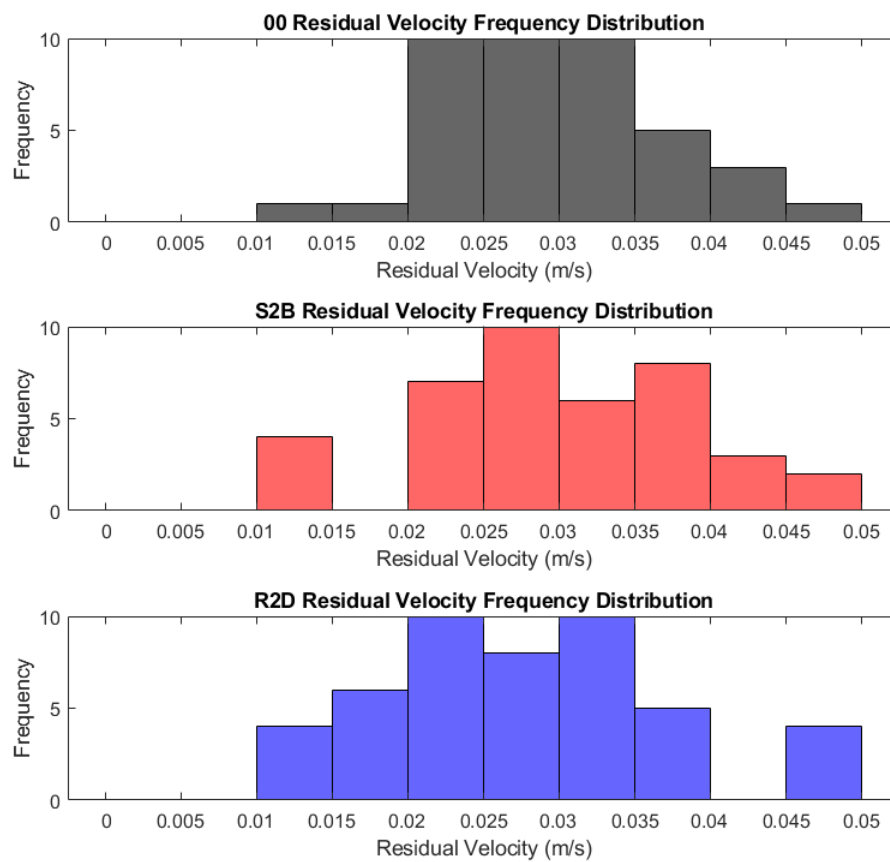 00 Residual Velocity Frequency Distribution
10
5
0
Frequency
0 0.005 0.01 0.015 0.02 0.025 0.03 0.035 0.04 0.045 0.05
Residual Velocity (m/s)
S2B Residual Velocity Frequency Distribution
10
5
0
Frequency
0 0.005 0.01 0.015 0.02 0.025 0.03 0.035 0.04 0.045 0.05
Residual Velocity (m/s)
R2D Residual Velocity Frequency Distribution
10
5
0
Frequency
0 0.005 0.01 0.015 0.02 0.025 0.03 0.035 0.04 0.045 0.05
Residual Velocity (m/s)